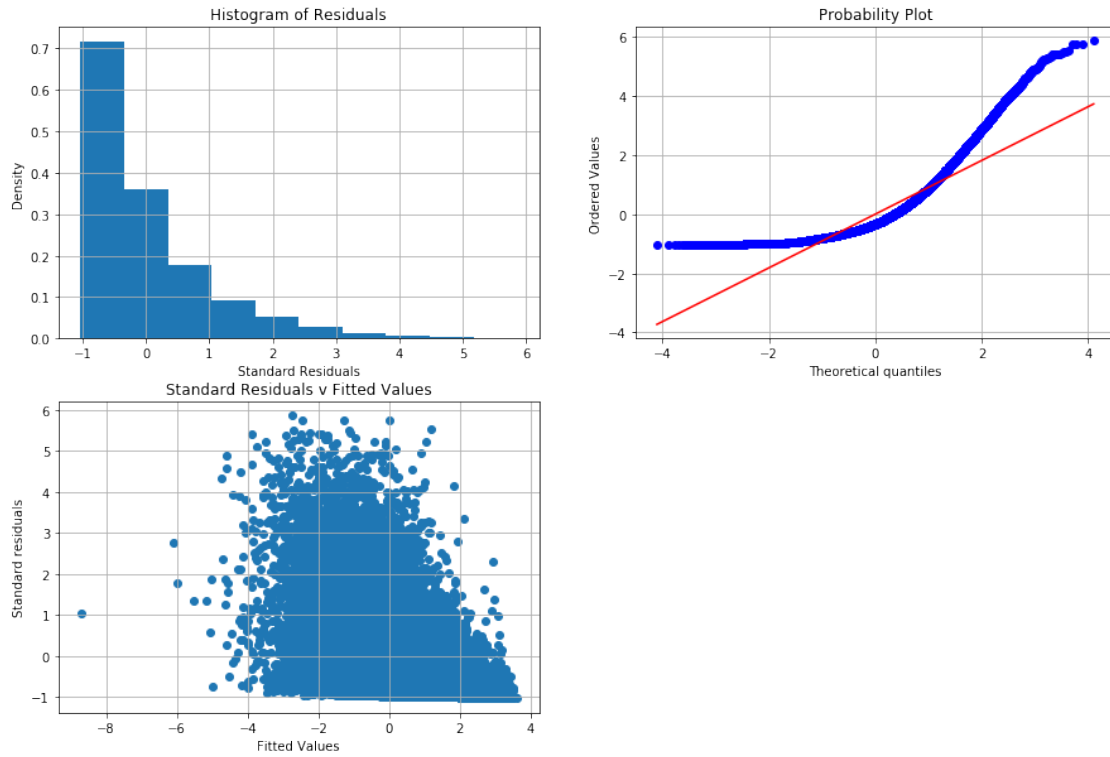 Histogram of Residuals
0.7
0.6
0.5
0.4
0.3
0.2
0.1
0.0
Density
−1 0 1 2 3 4 5 6
Standard Residuals
Probability Plot
6
4
2
0
−2
−4
Ordered Values
−4 −2 0 2 4
Theoretical quantiles
Standard Residuals v Fitted Values
6
5
4
3
2
1
0
−1
Standard residuals
−8 −6 −4 −2 0 2 4
Fitted Values